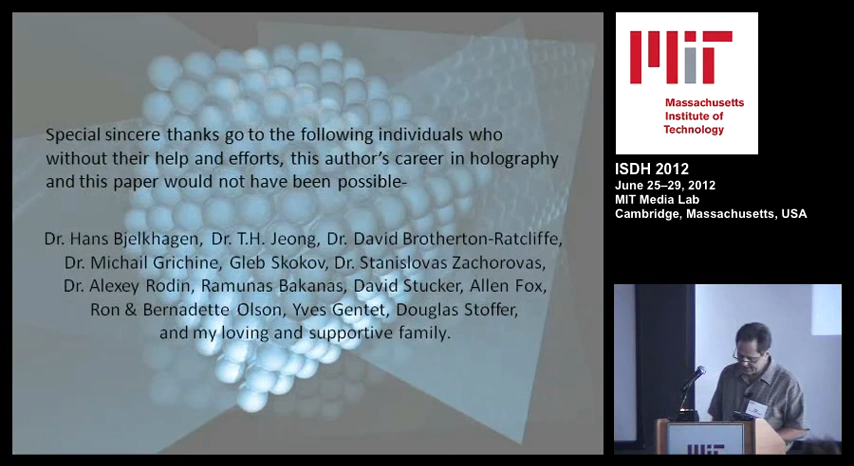 Special sincere thanks go to the following individuals who
without their help and efforts, this author's career in holography
and this paper would not have been possible-
Dr. Hans Bjelkhagen, Dr. T.H. Jeong, Dr. David Brotherton-Ratcliffe,
Dr. Michail Grichine, Gleb Skokov, Dr. Stanislovas Zachorovas,
Dr. Alexey Rodin, Ramunas Bakanas, David Stucker, Allen Fox,
Ron & Bernadette Olson, Yves Gentet, Douglas Stoffer,
and my loving and supportive family.
MIT
Massachusetts
Institute of
Technology
ISDH 2012
June 25–29, 2012
MIT Media Lab
Cambridge, Massachusetts, USA
MIT